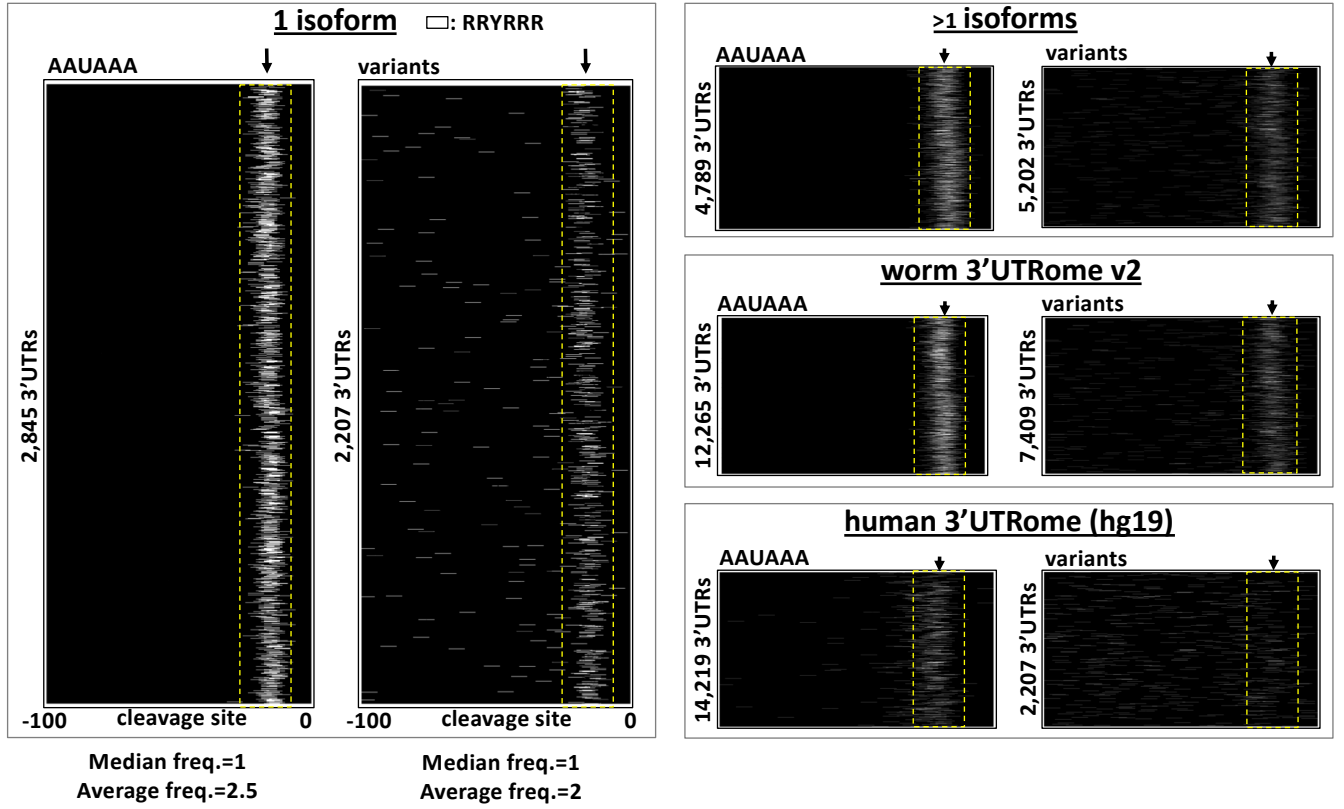 1 isoform
: RRYRRR
AAUAAA
variants
2,845 3’UTRs
2,207 3’UTRs
-100
cleavage site
0
-100
cleavage site
0
Median freq.=1
Average freq.=2.5
Median freq.=1
Average freq.=2
>1 isoforms
AAUAAA
variants
4,789 3’UTRs
5,202 3’UTRs
worm 3’UTRome v2
AAUAAA
variants
12,265 3’UTRs
7,409 3’UTRs
human 3’UTRome (hg19)
AAUAAA
variants
14,219 3’UTRs
2,207 3’UTRs